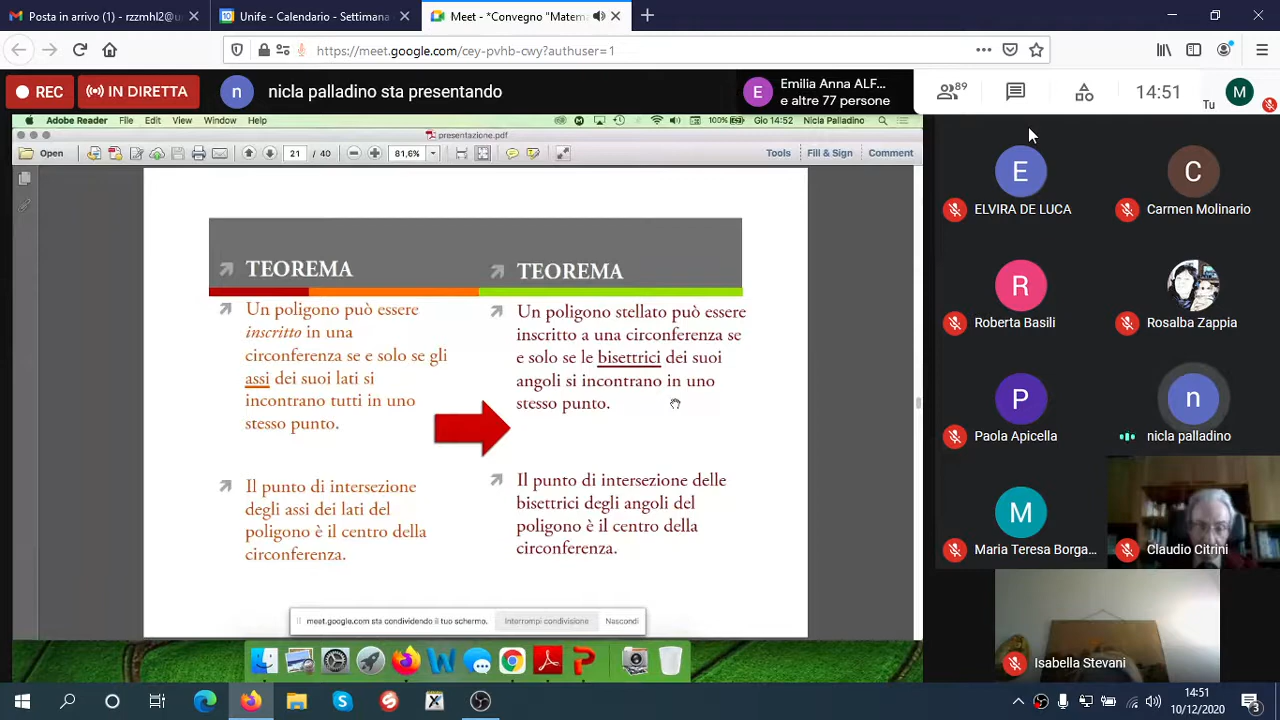 Posta in arrivo (1) - rzzmhl2@u
Unife - Calendario - Settimana
Meet - *Convegno "Matem
https://meet.google.com/cey-pvhb-cwy?authuser=1
REC
IN DIRETTA
n
nicla palladino sta presentando
E
Emilia Anna ALF...
e altre 77 persone
89
14:51
Tu
M
Adobe Reader File Edit View Window Help
100% Gio 14:52 Nicla Palladino
presentazione.pdf
Open
21 / 40
81,6%
Tools Fill & Sign Comment
TEOREMA
Un poligono può essere
inscritto in una
circonferenza se e solo se gli
assi dei suoi lati si
incontrano tutti in uno
stesso punto.
Il punto di intersezione
degli assi dei lati del
poligono è il centro della
circonferenza.
TEOREMA
Un poligono stellato può essere
inscritto a una circonferenza se
e solo se le bisettrici dei suoi
angoli si incontrano in uno
stesso punto.
Il punto di intersezione delle
bisettrici degli angoli del
poligono è il centro della
circonferenza.
meet.google.com sta condividendo il tuo schermo. Interrompi condivisione Nascondi
E
ELVIRA DE LUCA
C
Carmen Molinario
R
Roberta Basili
Rosalba Zappia
P
Paola Apicella
n
nicla palladino
M
Maria Teresa Borga...
Claudio Citrini
Isabella Stevani
14:51
10/12/2020
3